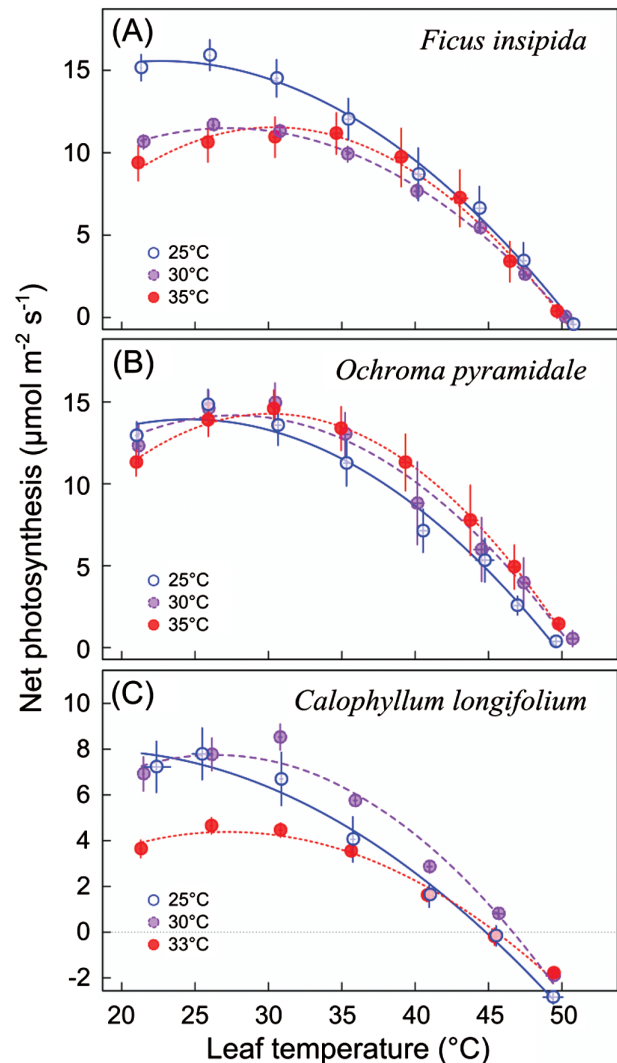 (A) Ficus insipida
15
10
5
0
25°C
30°C
35°C
(B) Ochroma pyramidale
15
10
5
0
25°C
30°C
35°C
(C) Calophyllum longifolium
10
8
6
4
2
0
-2
25°C
30°C
33°C
20 25 30 35 40 45 50
Leaf temperature (°C)
Net photosynthesis (µmol m⁻² s⁻¹)